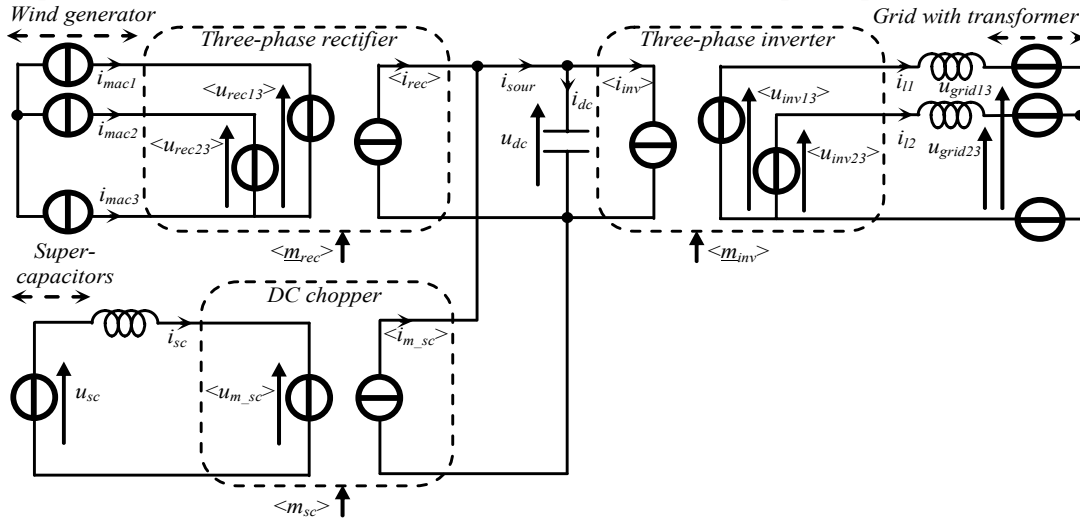 Wind generator
Three-phase rectifier
Three-phase inverter
Grid with transformer
i_mac1
<u_rec13>
<i_rec>
i_sour
<i_inv>
<u_inv13>
i_l1
u_grid13
i_mac2
<u_rec23>
i_dc
u_dc
<u_inv23>
i_l2
u_grid23
i_mac3
<m_rec>
<m_inv>
Super-
capacitors
DC chopper
i_sc
<i_m_sc>
u_sc
<u_m_sc>
<m_sc>